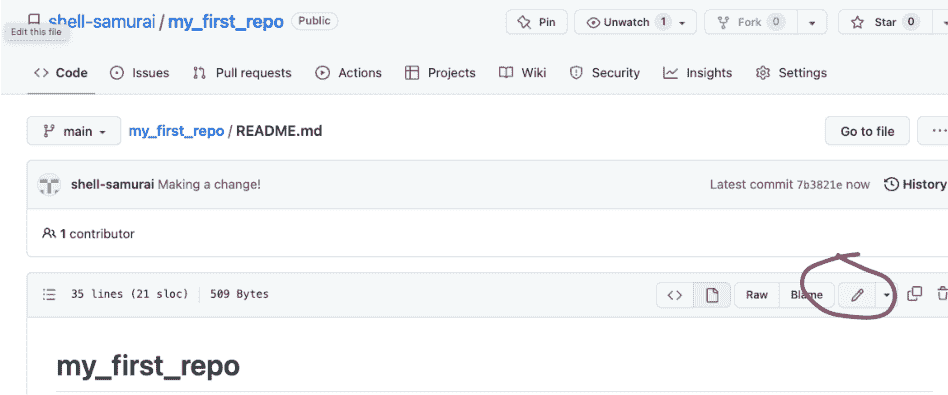 shell-samurai / my_first_repo Public Pin Unwatch 1 Fork 0 Star 0
Edit this file
Code Issues Pull requests Actions Projects Wiki Security Insights Settings
main my_first_repo / README.md Go to file ...
shell-samurai Making a change! Latest commit 7b3821e now History
1 contributor
35 lines (21 sloc) 509 Bytes Raw Blame
my_first_repo